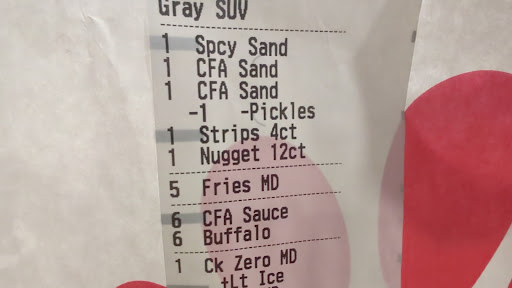 Gray SUV
1 Spcy Sand
1 CFA Sand
1 CFA Sand
-1 -Pickles
1 Strips 4ct
1 Nugget 12ct
5 Fries MD
6 CFA Sauce
6 Buffalo
1 Ck Zero MD
+Lt Ice